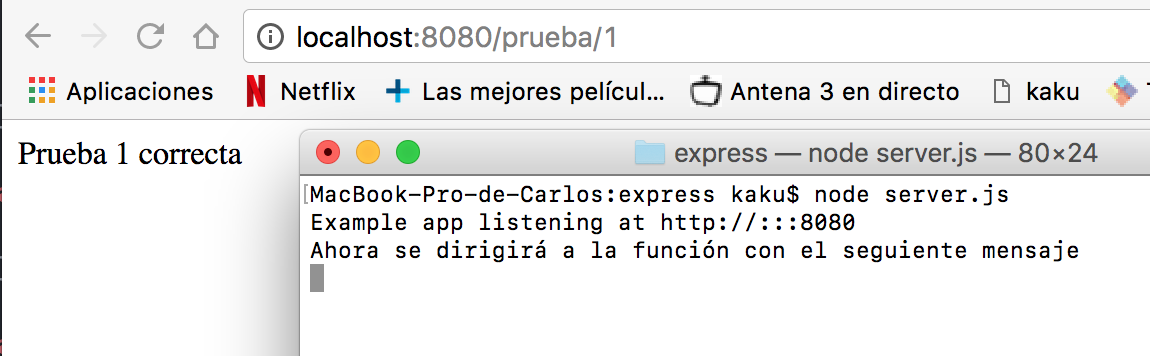 localhost:8080/prueba/1
Aplicaciones Netflix Las mejores películ... Antena 3 en directo kaku
Prueba 1 correcta
express — node server.js — 80×24
[MacBook-Pro-de-Carlos:express kaku$ node server.js
Example app listening at http://:::8080
Ahora se dirigirá a la función con el seguiente mensaje